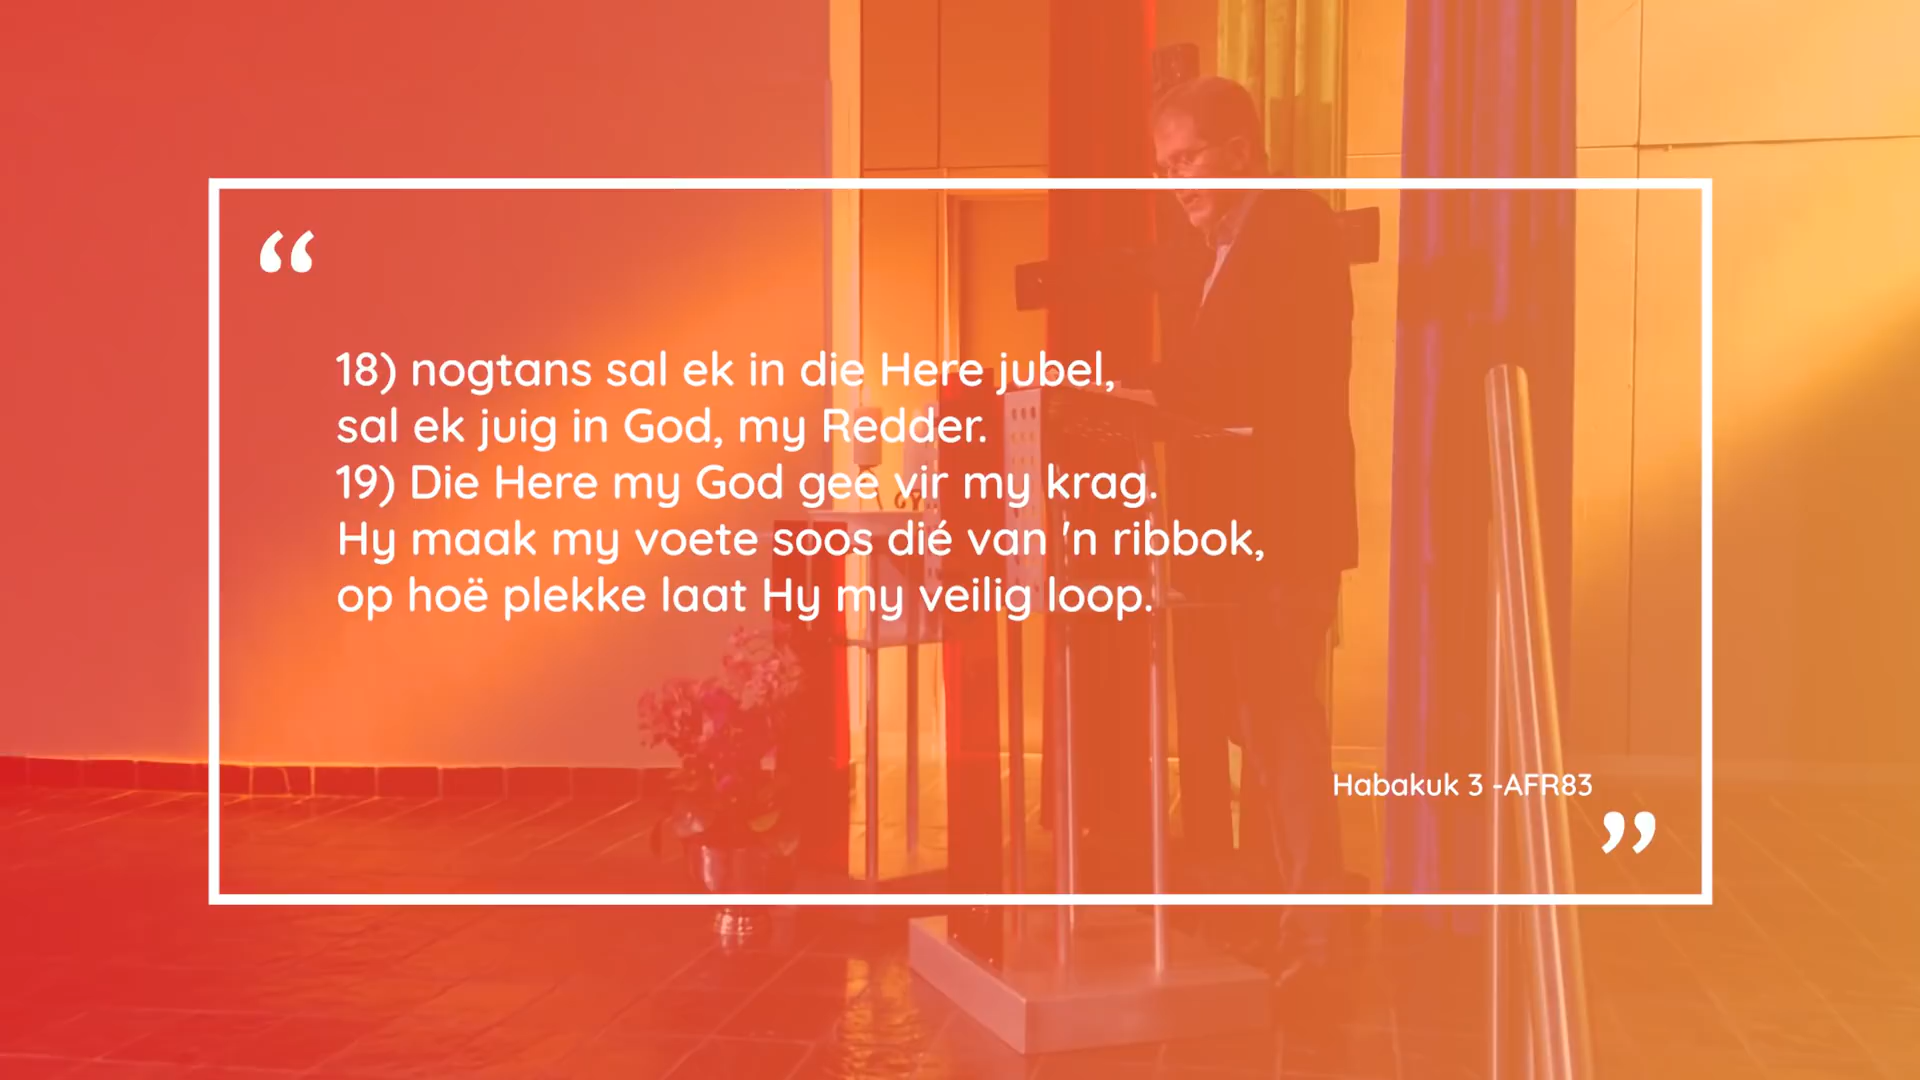 “
18) nogtans sal ek in die Here jubel,
sal ek juig in God, my Redder.
19) Die Here my God gee vir my krag.
Hy maak my voete soos dié van 'n ribbok,
op hoë plekke laat Hy my veilig loop.
Habakuk 3 -AFR83
”